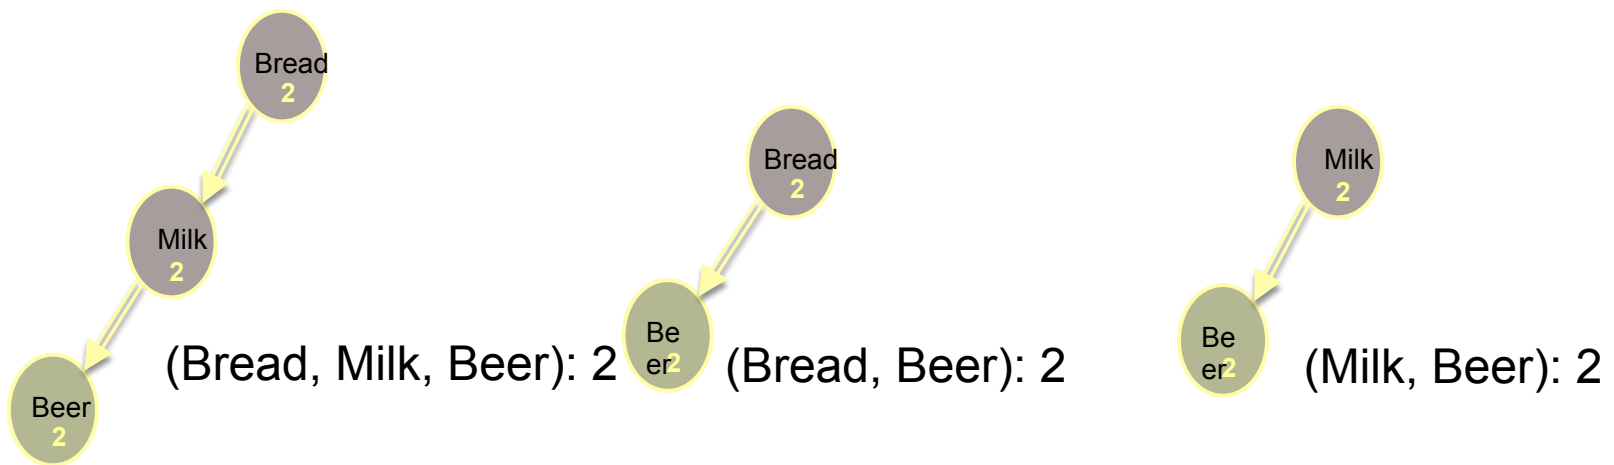 Bread
2
Milk
2
Beer
2
(Bread, Milk, Beer): 2
Bread
2
Be
er2
(Bread, Beer): 2
Milk
2
Be
er2
(Milk, Beer): 2